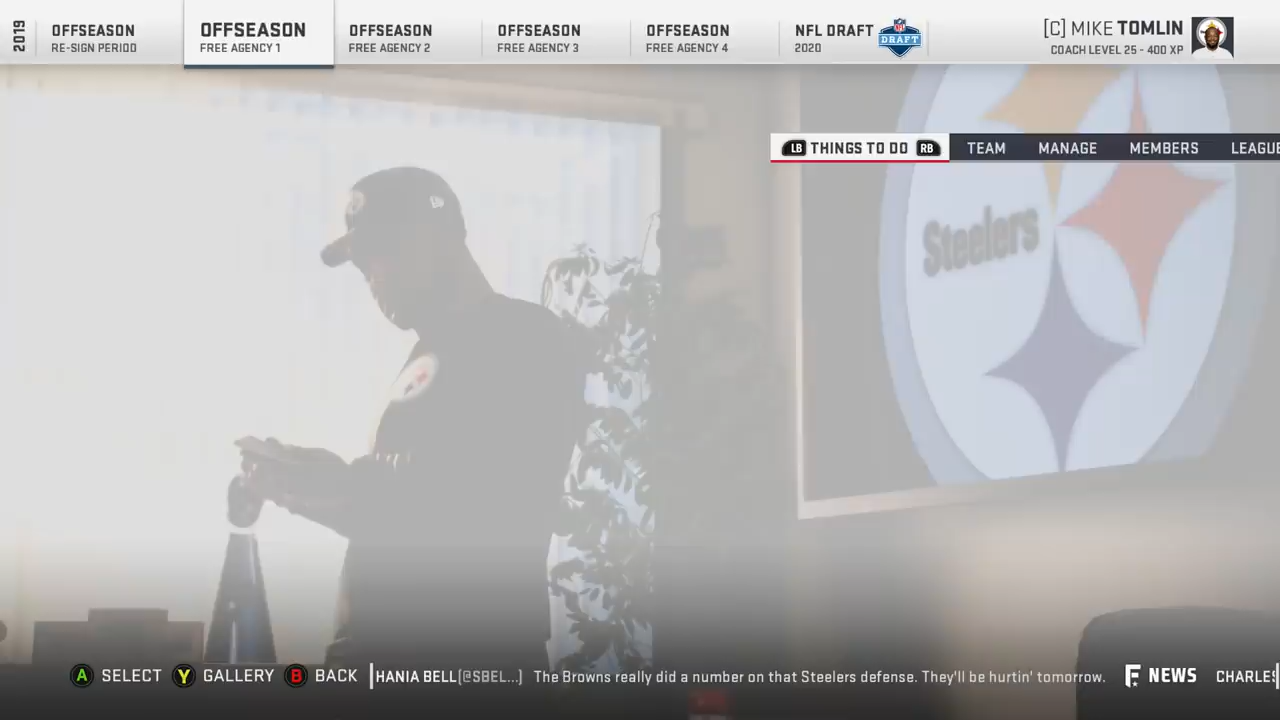 2019
OFFSEASON
RE-SIGN PERIOD
OFFSEASON
FREE AGENCY 1
OFFSEASON
FREE AGENCY 2
OFFSEASON
FREE AGENCY 3
OFFSEASON
FREE AGENCY 4
NFL DRAFT
2020
NFL
DRAFT
[C] MIKE TOMLIN
COACH LEVEL 25 - 400 XP
LB THINGS TO DO RB
TEAM
MANAGE
MEMBERS
LEAGUE
Steelers
A SELECT
Y GALLERY
B BACK
HANIA BELL[@SBEL...] The Browns really did a number on that Steelers defense. They'll be hurtin' tomorrow.
F NEWS
CHARLES